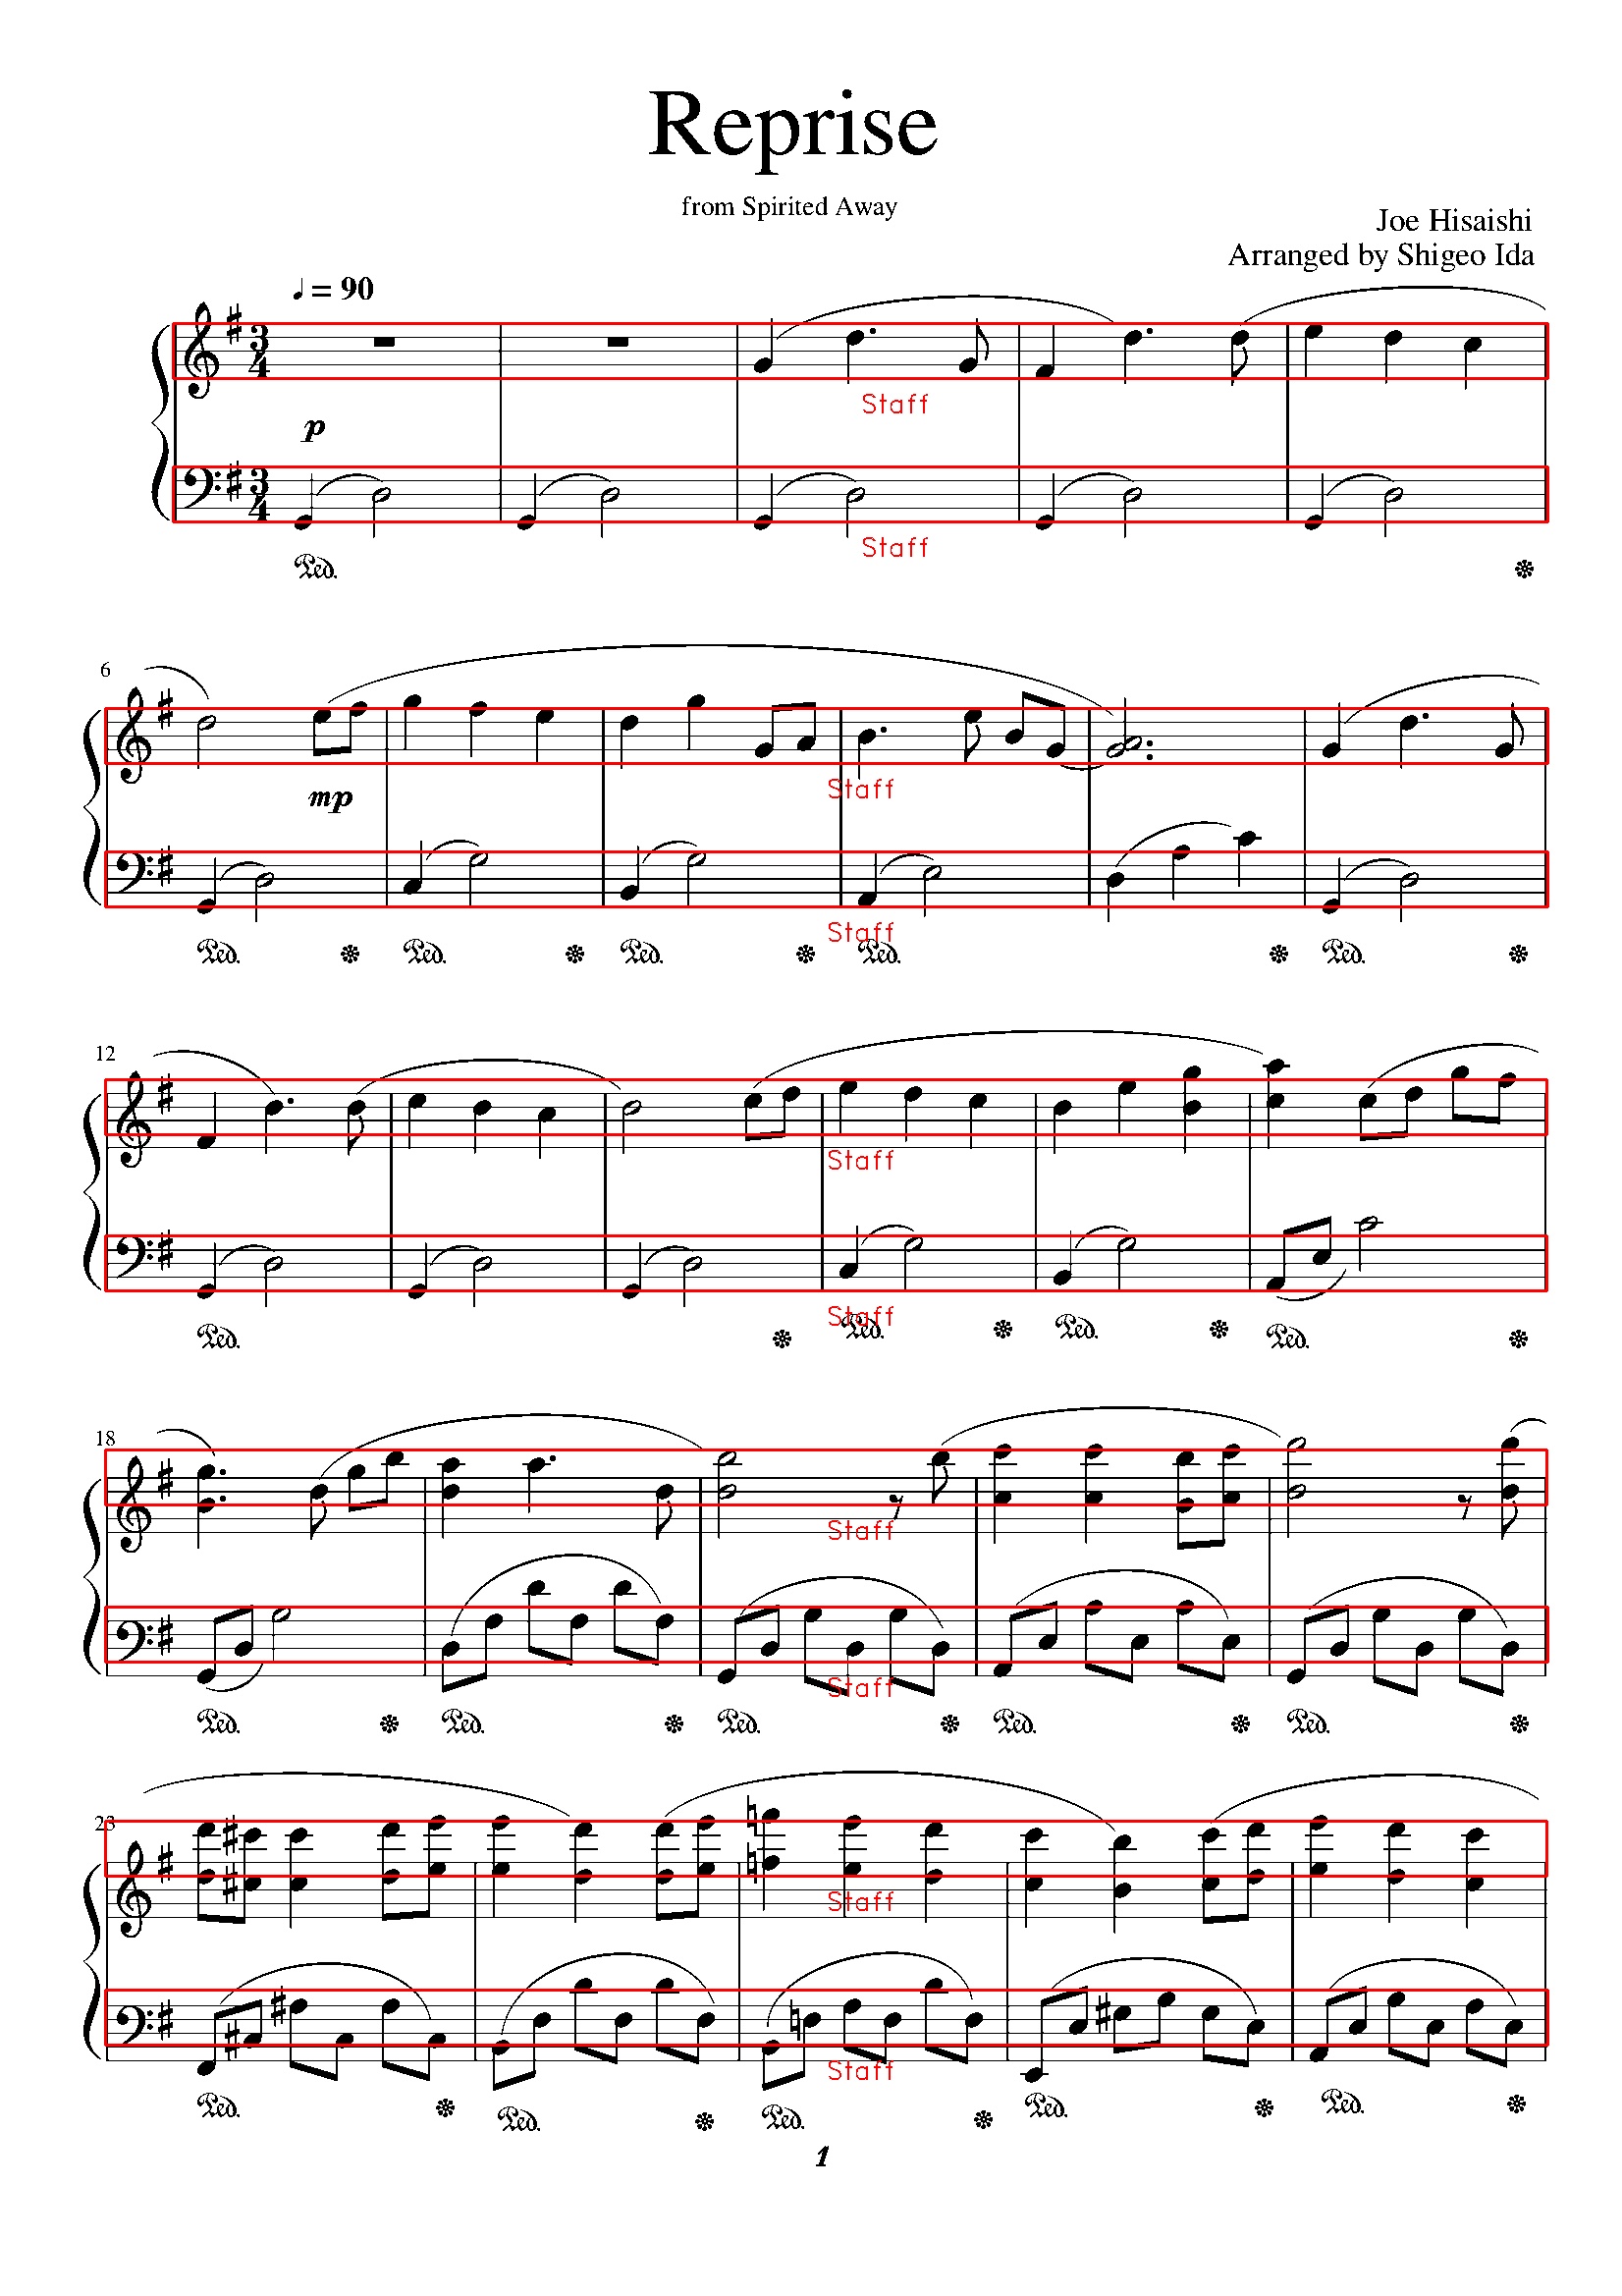 Reprise
from Spirited Away
Joe Hisaishi
Arranged by Shigeo Ida
♩ = 90
3 4
Staff
p
3 4
Staff
Ped.
6
mp
Staff
Staff
Ped. Ped. Ped. Ped. Ped.
12
Staff
Staff
Ped. Ped. Ped. Ped.
18
Staff
Staff
Ped. Ped. Ped. Ped. Ped.
23
Staff
Staff
Ped. Ped. Ped. Ped. Ped.
1